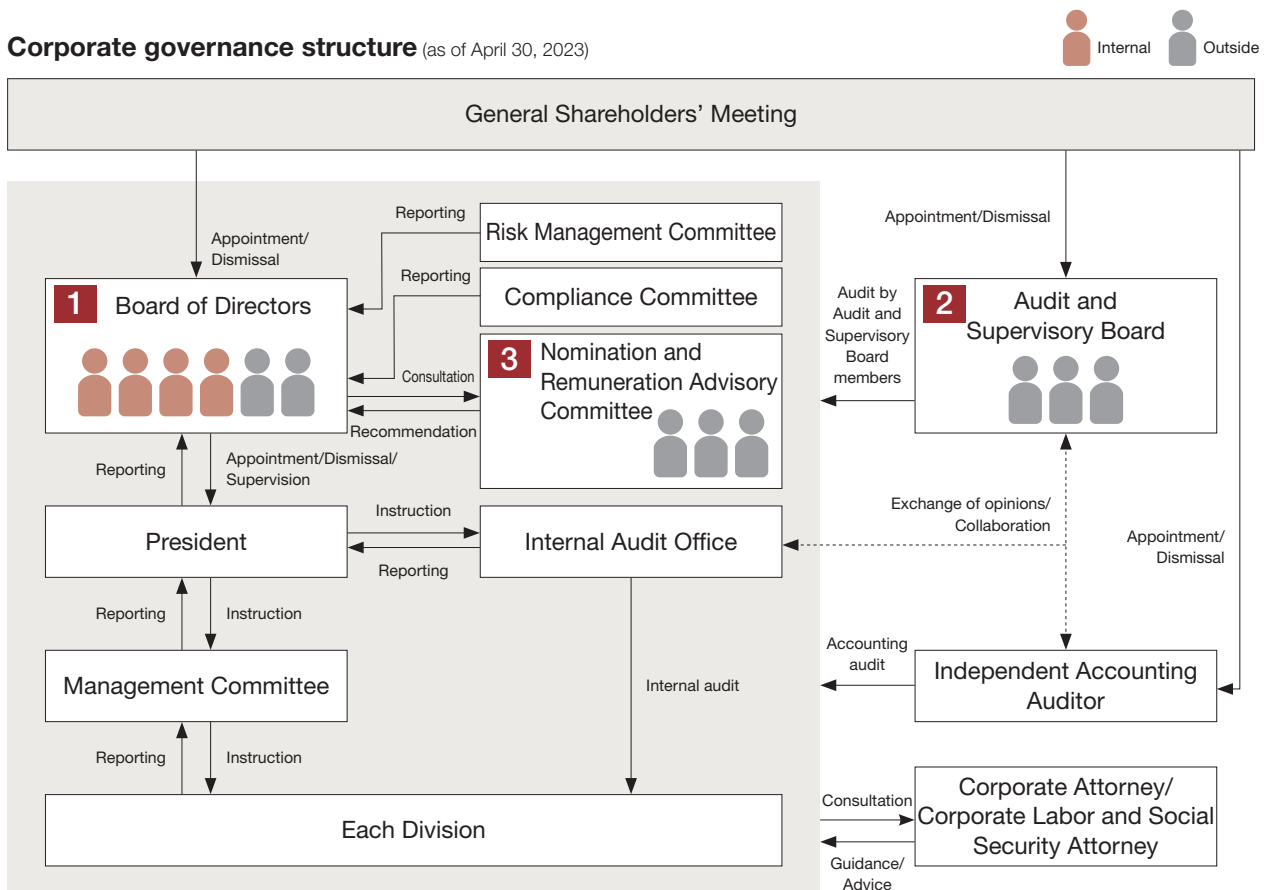 Corporate governance structure (as of April 30, 2023)
Internal
Outside
General Shareholders’ Meeting
Appointment/
Dismissal
Reporting
Risk Management Committee
Reporting
Compliance Committee
1 Board of Directors
Consultation
Recommendation
3 Nomination and
Remuneration Advisory
Committee
Appointment/Dismissal
Audit by
Audit and
Supervisory
Board
members
2 Audit and
Supervisory Board
Reporting
Appointment/Dismissal/
Supervision
President
Instruction
Reporting
Internal Audit Office
Exchange of opinions/
Collaboration
Appointment/
Dismissal
Reporting
Instruction
Management Committee
Internal audit
Accounting
audit
Independent Accounting
Auditor
Reporting
Instruction
Each Division
Consultation
Guidance/
Advice
Corporate Attorney/
Corporate Labor and Social
Security Attorney